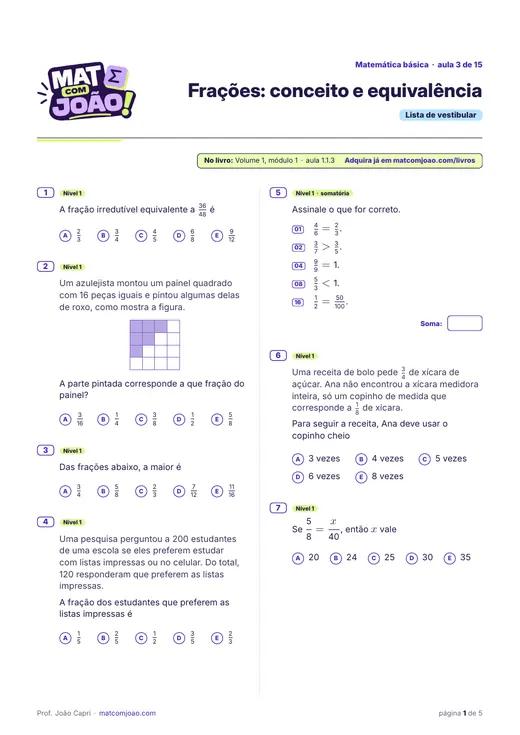 MAT
COM
JOÃO!
Σ
Matemática básica · aula 3 de 15
Frações: conceito e equivalência
Lista de vestibular
No livro: Volume 1, módulo 1 · aula 1.1.3 Adquira já em matcomjoao.com/livros
1 Nível 1
A fração irredutível equivalente a 36/48 é
A 2/3 B 3/4 C 4/5 D 6/8 E 9/12
2 Nível 1
Um azulejista montou um painel quadrado
com 16 peças iguais e pintou algumas delas
de roxo, como mostra a figura.
A parte pintada corresponde a que fração do
painel?
A 3/16 B 1/4 C 3/8 D 1/2 E 5/8
3 Nível 1
Das frações abaixo, a maior é
A 3/4 B 5/8 C 2/3 D 7/12 E 11/16
4 Nível 1
Uma pesquisa perguntou a 200 estudantes
de uma escola se eles preferem estudar
com listas impressas ou no celular. Do total,
120 responderam que preferem as listas
impressas.
A fração dos estudantes que preferem as
listas impressas é
A 1/5 B 2/5 C 1/2 D 3/5 E 2/3
5 Nível 1 · somatória
Assinale o que for correto.
01 4/6 = 2/3.
02 3/7 > 3/5.
04 9/9 = 1.
08 5/3 < 1.
16 1/2 = 50/100.
Soma:
6 Nível 1
Uma receita de bolo pede 3/4 de xícara de
açúcar. Ana não encontrou a xícara medidora
inteira, só um copinho de medida que
corresponde a 1/8 de xícara.
Para seguir a receita, Ana deve usar o
copinho cheio
A 3 vezes B 4 vezes C 5 vezes
D 6 vezes E 8 vezes
7 Nível 1
Se 5/8 = x/40, então x vale
A 20 B 24 C 25 D 30 E 35
Prof. João Capri · matcomjoao.com
página 1 de 5